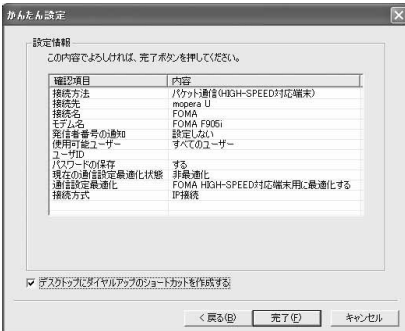 かんたん設定
設定情報
この内容でよろしければ、完了ボタンを押してください。
確認項目 内容
接続方法 パケット通信(HIGH-SPEED対応端末)
接続先 mopera U
接続名 FOMA
モデム名 FOMA F905i
発信者番号の通知 設定しない
使用可能ユーザー すべてのユーザー
ユーザID
パスワードの保存 する
現在の通信設定最適化状態 非最適化
通信設定最適化 FOMA HIGH-SPEED対応端末用に最適化する
接続方式 IP接続
デスクトップにダイヤルアップのショートカットを作成する
< 戻る(B) 完了(F) キャンセル